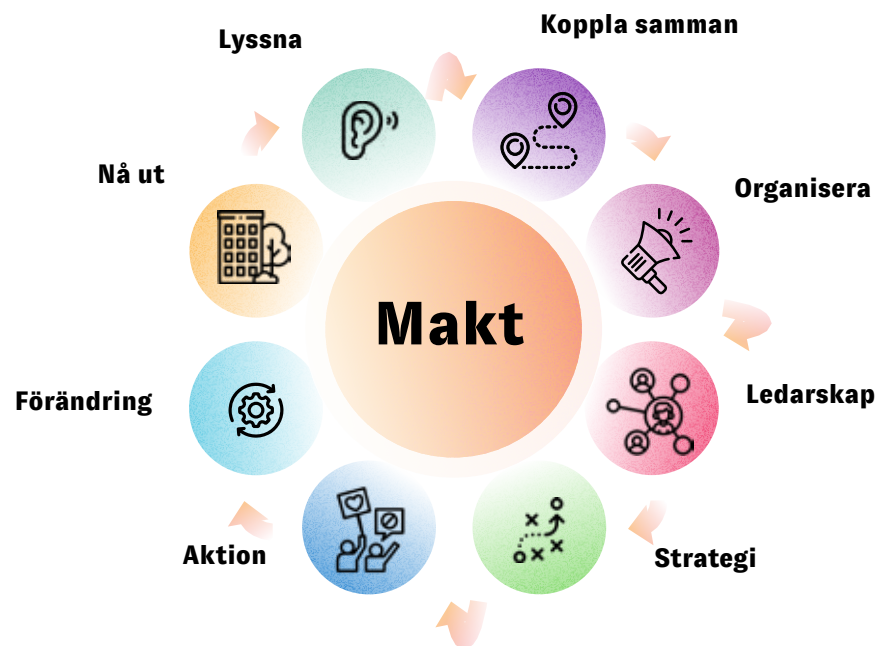 Lyssna
Koppla samman
Nå ut
Organisera
Makt
Förändring
Ledarskap
Aktion
Strategi